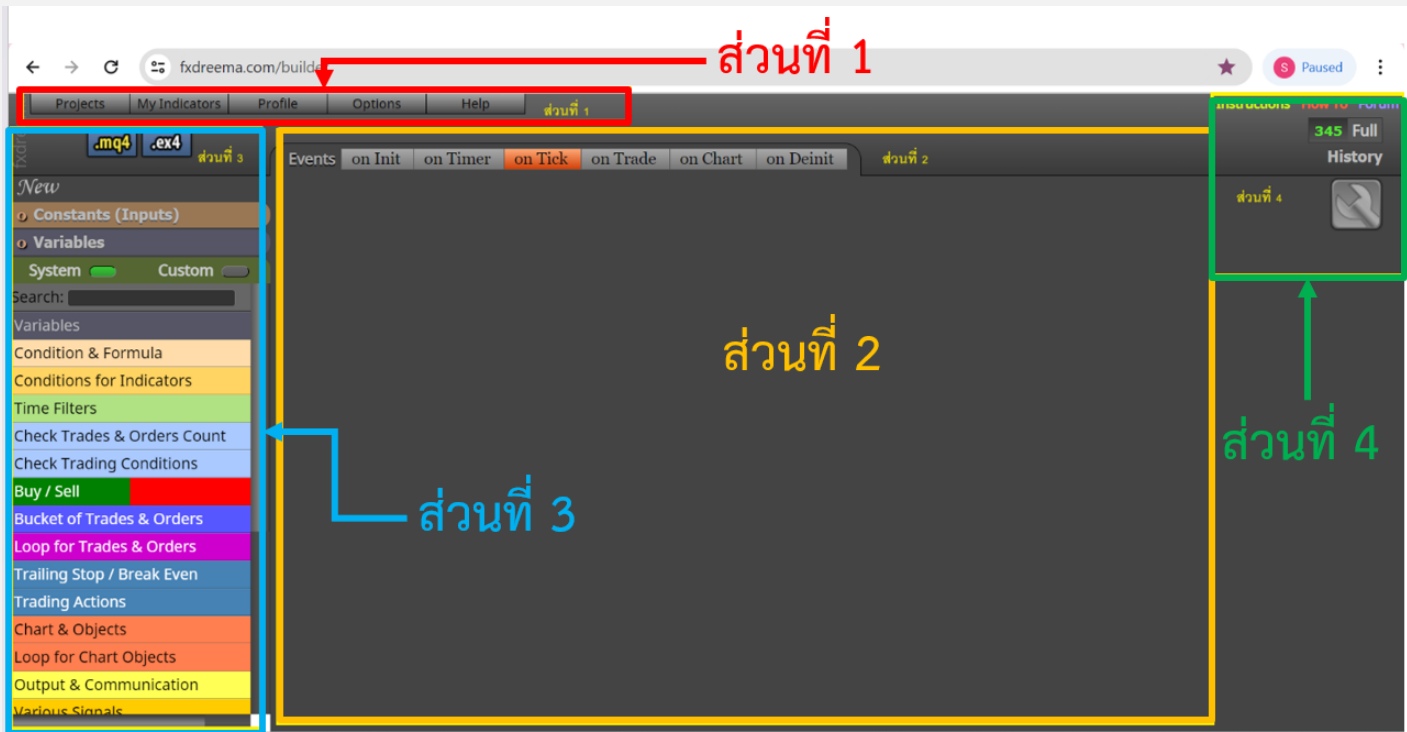 ส่วนที่ 1
fxdreema.com/builde
S Paused
Projects My Indicators Profile Options Help ส่วนที่ 1
Instructions How To Forum
.mq4 .ex4 ส่วนที่ 3
345 Full
Events on Init on Timer on Tick on Trade on Chart on Deinit ส่วนที่ 2
History
New
ส่วนที่ 4
Constants (Inputs)
Variables
System Custom
Search:
Variables
Condition & Formula
Conditions for Indicators
Time Filters
Check Trades & Orders Count
Check Trading Conditions
Buy / Sell
Bucket of Trades & Orders
Loop for Trades & Orders
Trailing Stop / Break Even
Trading Actions
Chart & Objects
Loop for Chart Objects
Output & Communication
Various Signals
ส่วนที่ 2
ส่วนที่ 3
ส่วนที่ 4